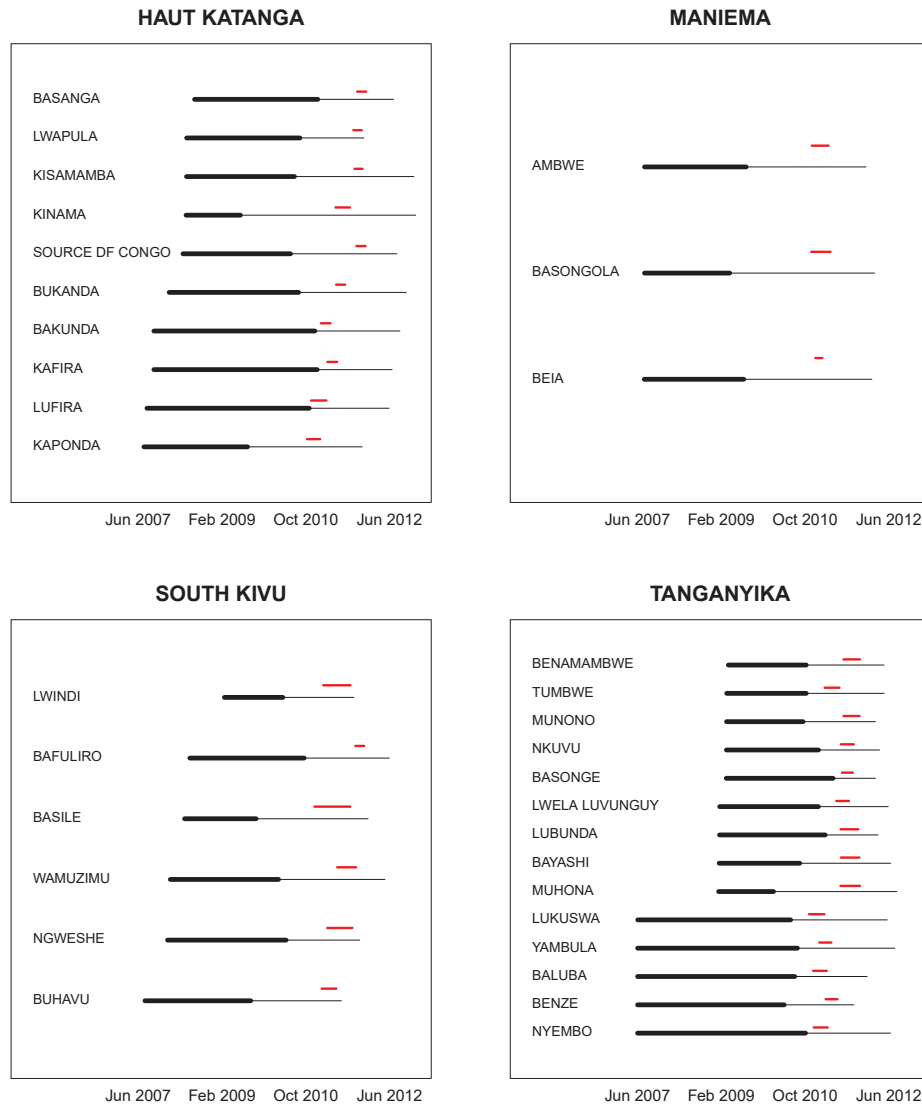 HAUT KATANGA
BASANGA
LWAPULA
KISAMAMBA
KINAMA
SOURCE DF CONGO
BUKANDA
BAKUNDA
KAFIRA
LUFIRA
KAPONDA
Jun 2007 Feb 2009 Oct 2010 Jun 2012
MANIEMA
AMBWE
BASONGOLA
BEIA
Jun 2007 Feb 2009 Oct 2010 Jun 2012
SOUTH KIVU
LWINDI
BAFULIRO
BASILE
WAMUZIMU
NGWESHE
BUHAVU
Jun 2007 Feb 2009 Oct 2010 Jun 2012
TANGANYIKA
BENAMAMBWE
TUMBWE
MUNONO
NKUVU
BASONGE
LWELA LUVUNGUY
LUBUNDA
BAYASHI
MUHONA
LUKUSWA
YAMBULA
BALUBA
BENZE
NYEMBO
Jun 2007 Feb 2009 Oct 2010 Jun 2012